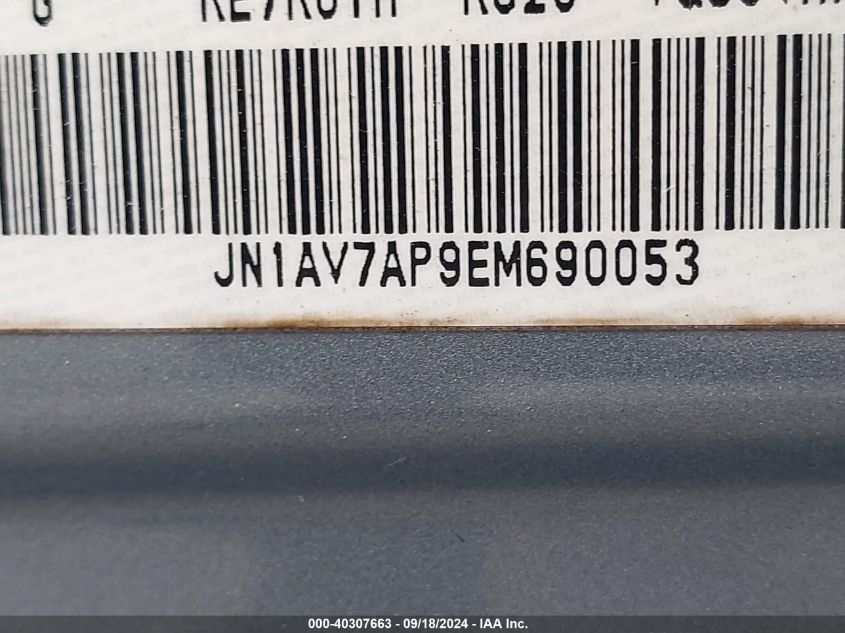 G
JN1AV7AP9EM690053
000-40307663 - 09/18/2024 - IAA Inc.